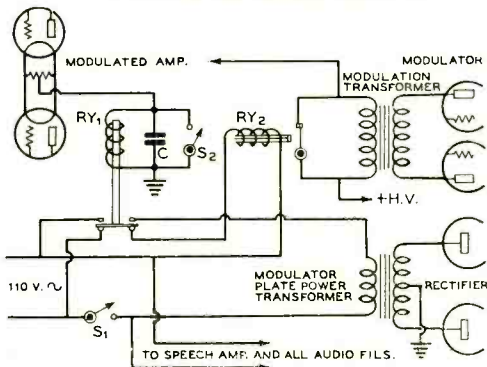 MODULATED AMP.
MODULATOR
MODULATION
TRANSFORMER
RY1
C
S2
RY2
+H.V.
110 V. ~
S1
MODULATOR
PLATE POWER
TRANSFORMER
RECTIFIER
TO SPEECH AMP. AND ALL AUDIO FILS.